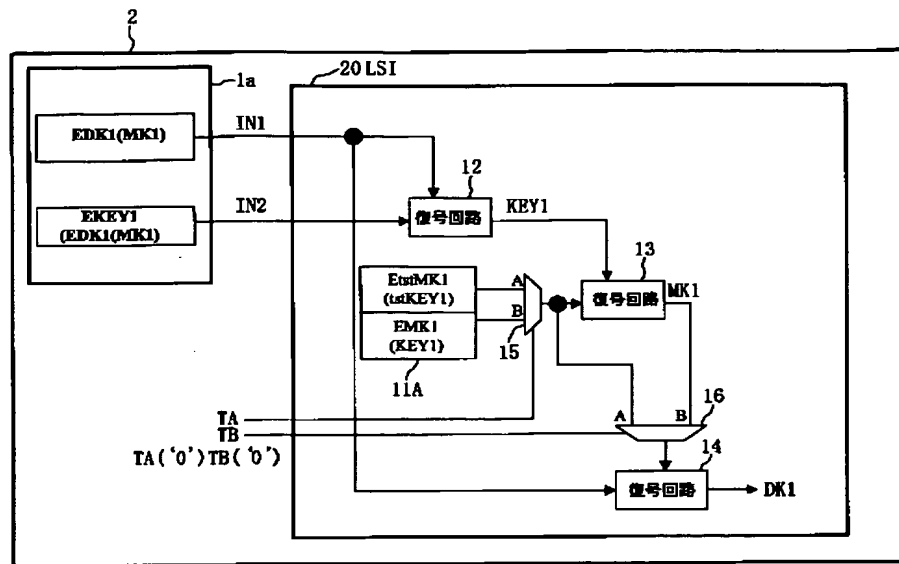 2
1a
20 LSI
EDK1(MK1)
IN1
12
EKEY1
(EDK1(MK1)
IN2
復号回路
KEY1
13
EtstMK1
(tstKEY1)
A
復号回路
MK1
EMK1
(KEY1)
B
15
11A
TA
TB
A
B
16
TA('0')TB('0')
14
復号回路
DK1